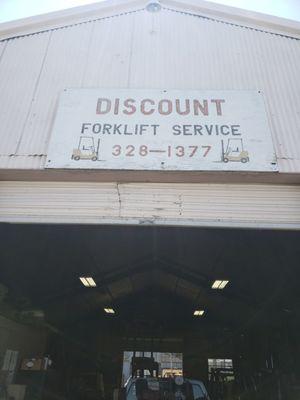 DISCOUNT
FORKLIFT SERVICE
328-1377